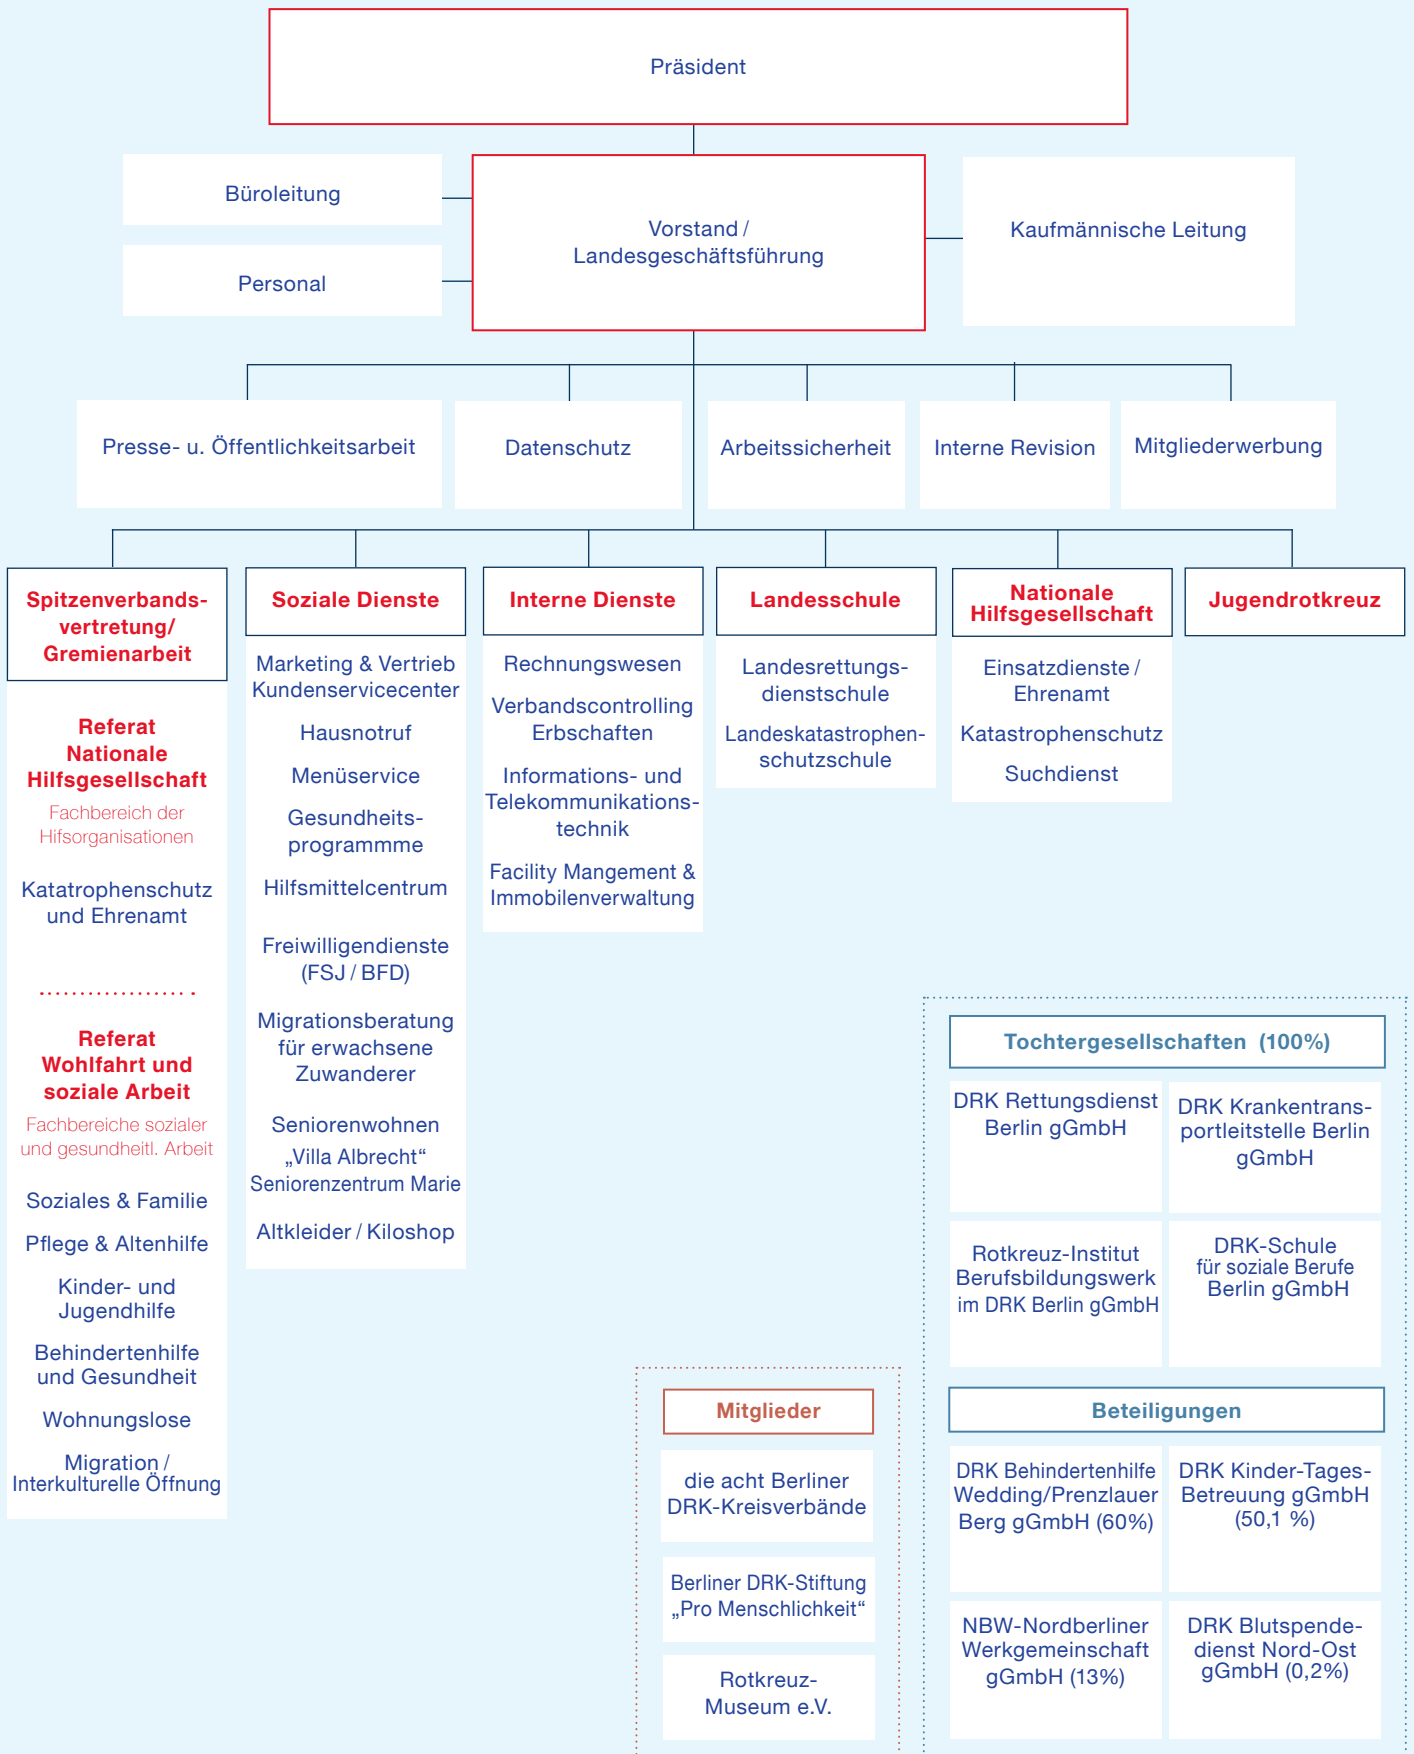 Präsident
Büroleitung
Personal
Vorstand /
Landesgeschäftsführung
Kaufmännische Leitung
Presse- u. Öffentlichkeitsarbeit
Datenschutz
Arbeitssicherheit
Interne Revision
Mitgliederwerbung
Spitzenverbands-
vertretung/
Gremienarbeit
Referat
Nationale
Hilfsgesellschaft
Fachbereich der
Hifsorganisationen
Katatrophenschutz
und Ehrenamt
Referat
Wohlfahrt und
soziale Arbeit
Fachbereiche sozialer
und gesundheitl. Arbeit
Soziales & Familie
Pflege & Altenhilfe
Kinder- und
Jugendhilfe
Behindertenhilfe
und Gesundheit
Wohnungslose
Migration /
Interkulturelle Öffnung
Soziale Dienste
Marketing & Vertrieb
Kundenservicecenter
Hausnotruf
Menüservice
Gesundheits-
programmme
Hilfsmittelcentrum
Freiwilligendienste
(FSJ / BFD)
Migrationsberatung
für erwachsene
Zuwanderer
Seniorenwohnen
„Villa Albrecht“
Seniorenzentrum Marie
Altkleider / Kiloshop
Interne Dienste
Rechnungswesen
Verbandscontrolling
Erbschaften
Informations- und
Telekommunikations-
technik
Facility Mangement &
Immobilenverwaltung
Landesschule
Landesrettungs-
dienstschule
Landeskatastrophen-
schutzschule
Nationale
Hilfsgesellschaft
Einsatzdienste /
Ehrenamt
Katastrophenschutz
Suchdienst
Jugendrotkreuz
Mitglieder
die acht Berliner
DRK-Kreisverbände
Berliner DRK-Stiftung
„Pro Menschlichkeit“
Rotkreuz-
Museum e.V.
Tochtergesellschaften (100%)
DRK Rettungsdienst
Berlin gGmbH
DRK Krankentrans-
portleitstelle Berlin
gGmbH
Rotkreuz-Institut
Berufsbildungswerk
im DRK Berlin gGmbH
DRK-Schule
für soziale Berufe
Berlin gGmbH
Beteiligungen
DRK Behindertenhilfe
Wedding/Prenzlauer
Berg gGmbH (60%)
DRK Kinder-Tages-
Betreuung gGmbH
(50,1 %)
NBW-Nordberliner
Werkgemeinschaft
gGmbH (13%)
DRK Blutspende-
dienst Nord-Ost
gGmbH (0,2%)